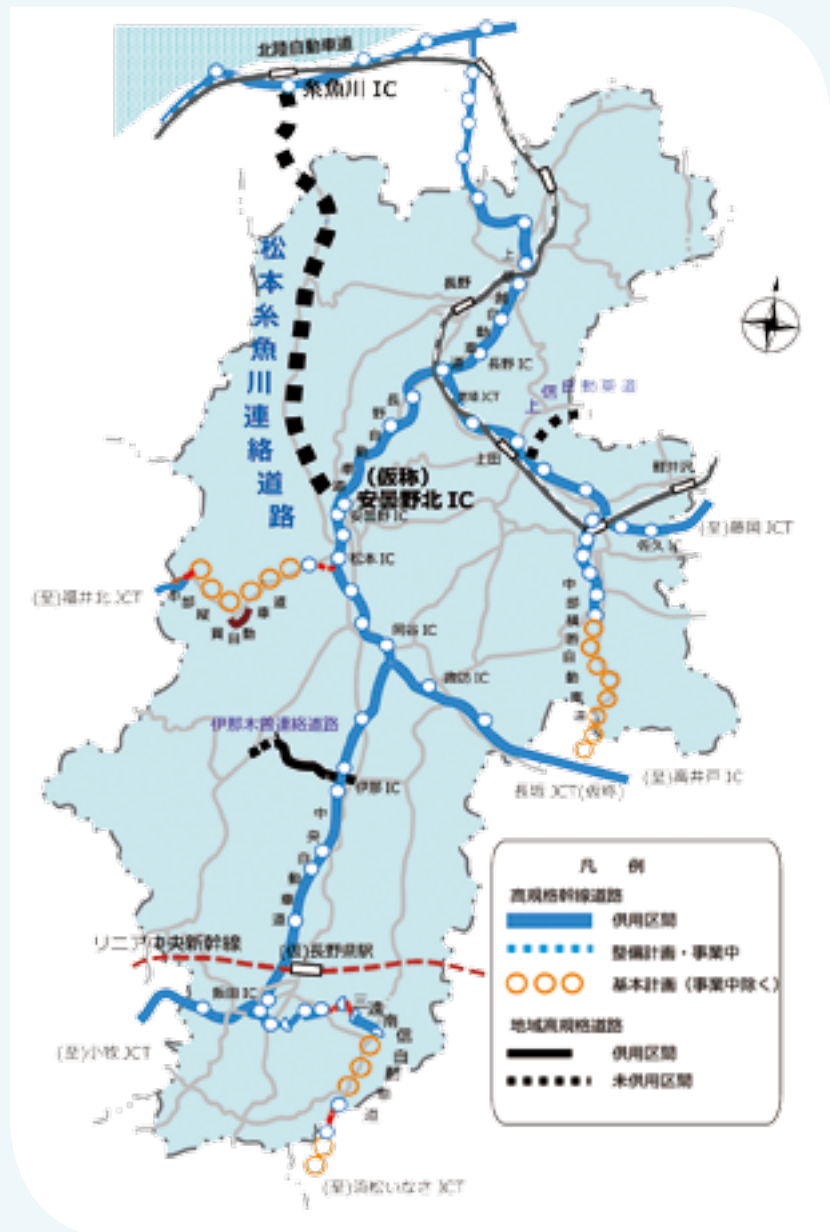 北陸自動車道
糸魚川 IC
松本糸魚川連絡道路
上信越自動車道
長野
長野 IC
更埴 JCT
上信自動車道
長野自動車道
上田
軽井沢
(仮称)
安曇野北 IC
安曇野 IC
佐久 IC
(至)藤岡 JCT
松本 IC
(至)福井北 JCT
中部縦貫自動車道
中部横断自動車道
岡谷 IC
諏訪 IC
伊那木曽連絡道路
伊那 IC
長坂 JCT(仮称)
(至)高井戸 IC
中央自動車道
リニア中央新幹線
(仮)長野県駅
飯田 IC
三遠南信自動車道
(至)小牧 JCT
(至)浜松いなさ JCT
凡 例
高規格幹線道路
供用区間
整備計画・事業中
基本計画(事業中除く)
地域高規格道路
供用区間
未供用区間